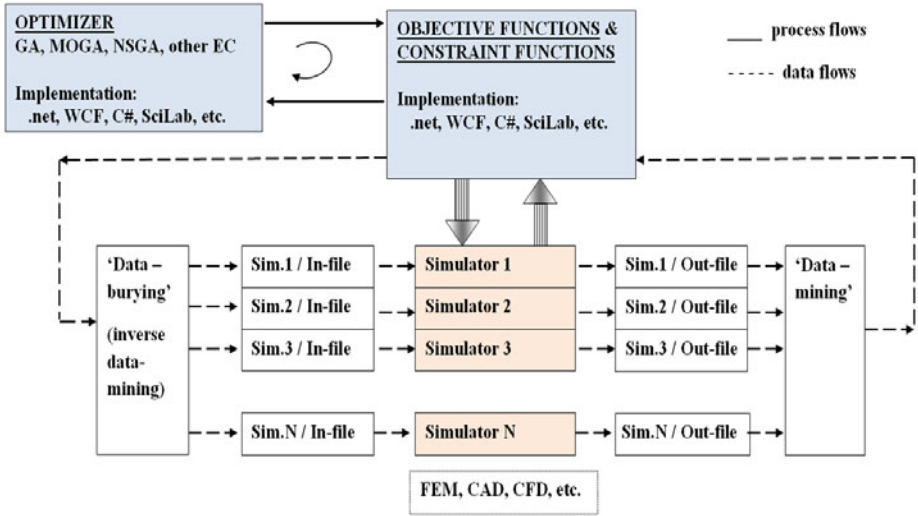 OPTIMIZER
GA, MOGA, NSGA, other EC
Implementation:
.net, WCF, C#, SciLab, etc.
OBJECTIVE FUNCTIONS &
CONSTRAINT FUNCTIONS
Implementation:
.net, WCF, C#, SciLab, etc.
process flows
data flows
‘Data –
burying’
(inverse
data-
mining)
Sim.1 / In-file
Simulator 1
Sim.1 / Out-file
Sim.2 / In-file
Simulator 2
Sim.2 / Out-file
Sim.3 / In-file
Simulator 3
Sim.3 / Out-file
Sim.N / In-file
Simulator N
Sim.N / Out-file
‘Data –
mining’
FEM, CAD, CFD, etc.